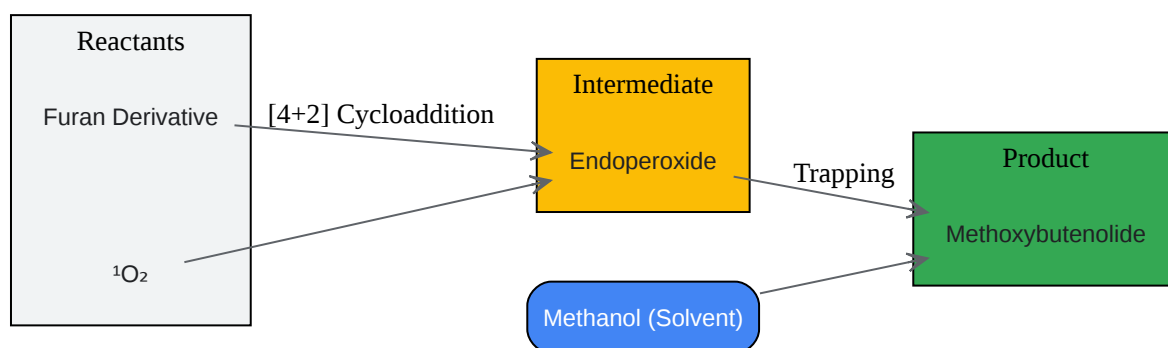 Reactants
Furan Derivative
¹O₂
[4+2] Cycloaddition
Intermediate
Endoperoxide
Methanol (Solvent)
Trapping
Product
Methoxybutenolide